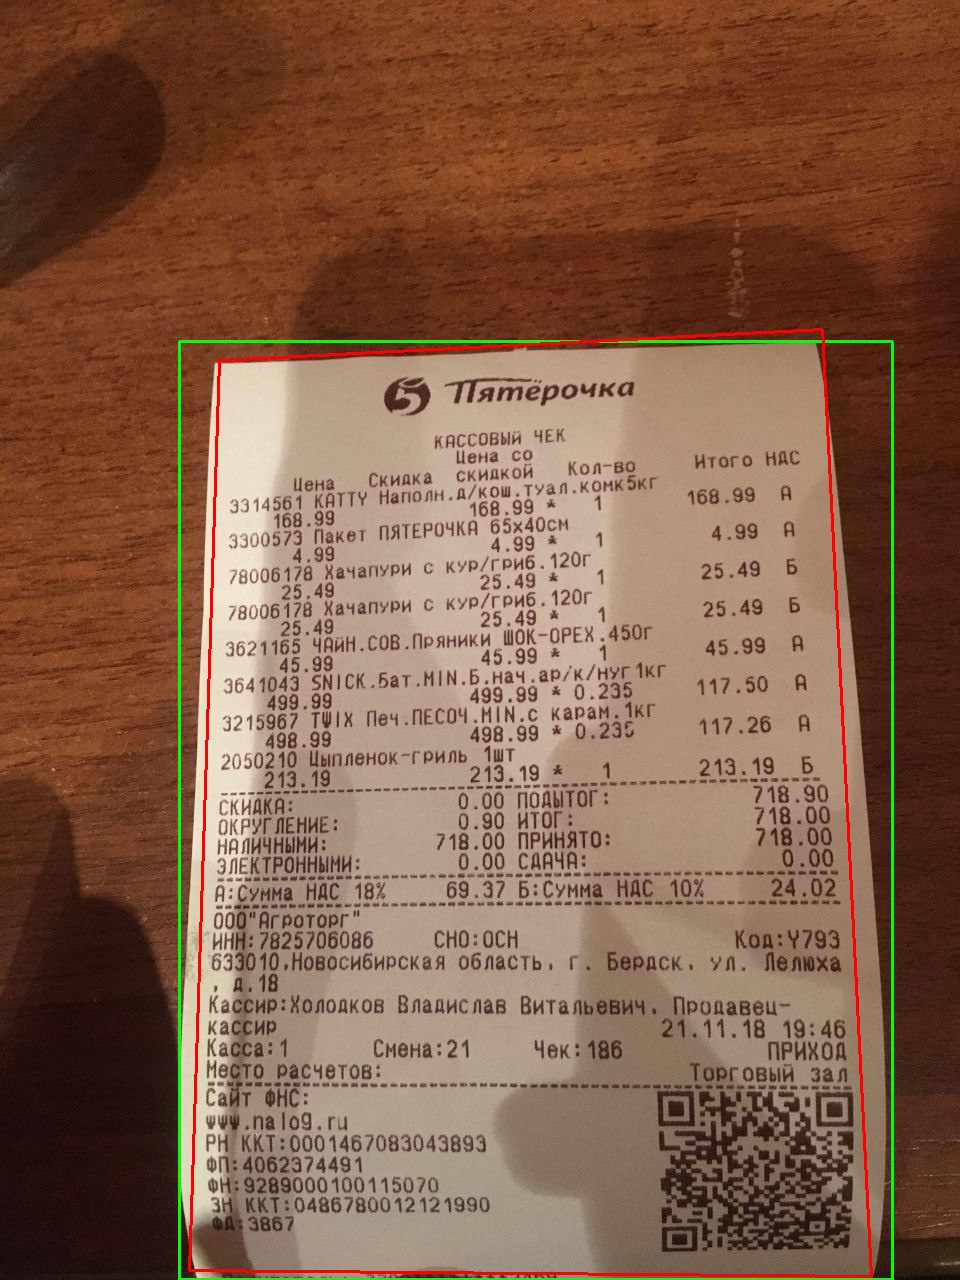 5 Пятёрочка
КАССОВЫЙ ЧЕК
Цена со
Цена Скидка скидкой Кол-во Итого НДС
3314561 KATTY Наполн.д/кош.туал.комк5кг
168.99 168.99 * 1 168.99 А
3300573 Пакет ПЯТЕРОЧКА 65х40см
4.99 4.99 * 1 4.99 А
78006178 Хачапури с кур/гриб.120г
25.49 25.49 * 1 25.49 Б
78006178 Хачапури с кур/гриб.120г
25.49 25.49 * 1 25.49 Б
3621165 ЧАйН.СОВ.Пряники ШОК-ОРЕХ.450г
45.99 45.99 * 1 45.99 А
3641043 SNICK.Бат.MIN.Б.нач.ар/к/нуг1кг
499.99 499.99 * 0.235 117.50 А
3215967 TWIX Печ.ПЕСОЧ.MIN.с карам.1кг
498.99 498.99 * 0.235 117.26 А
2050210 Цыпленок-гриль 1шт
213.19 213.19 * 1 213.19 Б
СКИДКА: 0.00 ПОДЫТОГ: 718.90
ОКРУГЛЕНИЕ: 0.90 ИТОГ: 718.00
НАЛИЧНЫМИ: 718.00 ПРИНЯТО: 718.00
ЭЛЕКТРОННЫМИ: 0.00 СДАЧА: 0.00
А:Сумма НДС 18% 69.37 Б:Сумма НДС 10% 24.02
ООО"Агроторг"
ИНН:7825706086 СНО:ОСН Код:Y793
633010,Новосибирская область, г. Бердск, ул. Лелюха
, д.18
Кассир:Холодков Владислав Витальевич, Продавец-
кассир 21.11.18 19:46
Касса:1 Смена:21 Чек:186 ПРИХОД
Место расчетов: Торговый зал
Сайт ФНС:
www.nalog.ru
РН ККТ:0001467083043893
ФП:4062374491
ФН:9289000100115070
ЗН ККТ:0486780012121990
ФД:3867